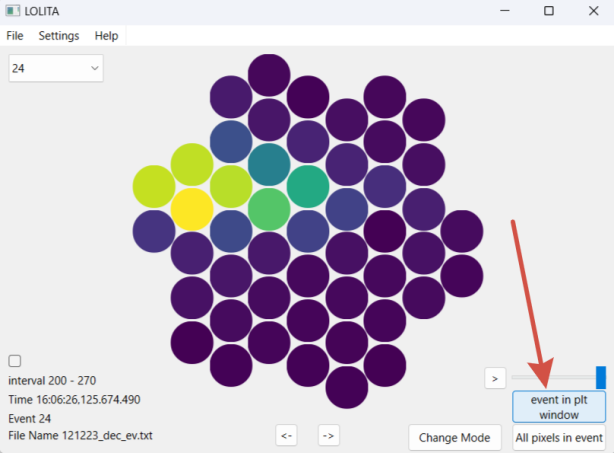 LOLITA
File Settings Help
24
interval 200 - 270
Time 16:06:26,125.674.490
Event 24
File Name 121223_dec_ev.txt
<- ->
>
event in plt
window
Change Mode All pixels in event